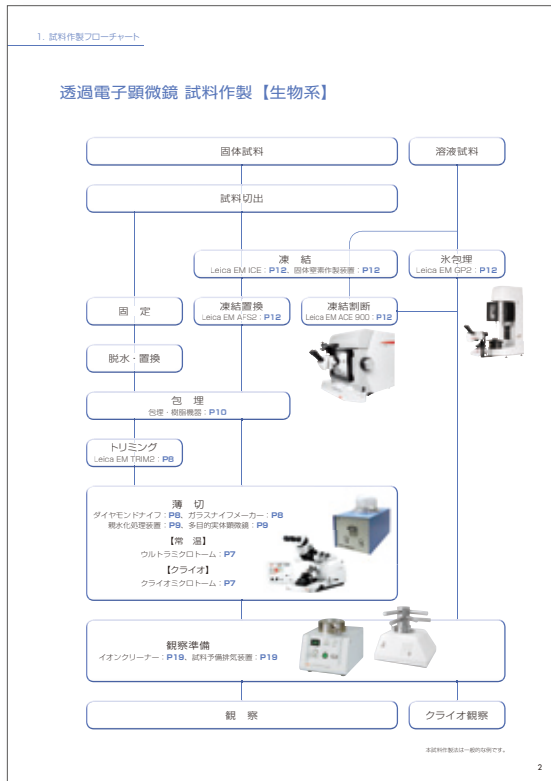 1. 試料作製フローチャート
透過電子顕微鏡 試料作製【生物系】
固体試料
溶液試料
試料切出
凍 結
Leica EM ICE：P12、固体窒素作製装置：P12
氷包埋
Leica EM GP2：P12
固 定
凍結置換
Leica EM AFS2：P12
凍結割断
Leica EM ACE 900：P12
脱水・置換
包 埋
包埋・樹脂機器：P10
トリミング
Leica EM TRIM2：P8
薄 切
ダイヤモンドナイフ：P8、ガラスナイフメーカー：P8
親水化処理装置：P9、多目的実体顕微鏡：P9
【常 温】
ウルトラミクロトーム：P7
【クライオ】
クライオミクロトーム：P7
観察準備
イオンクリーナー：P19、試料予備排気装置：P19
観 察
クライオ観察
本試料作製法は一般的な例です。
2